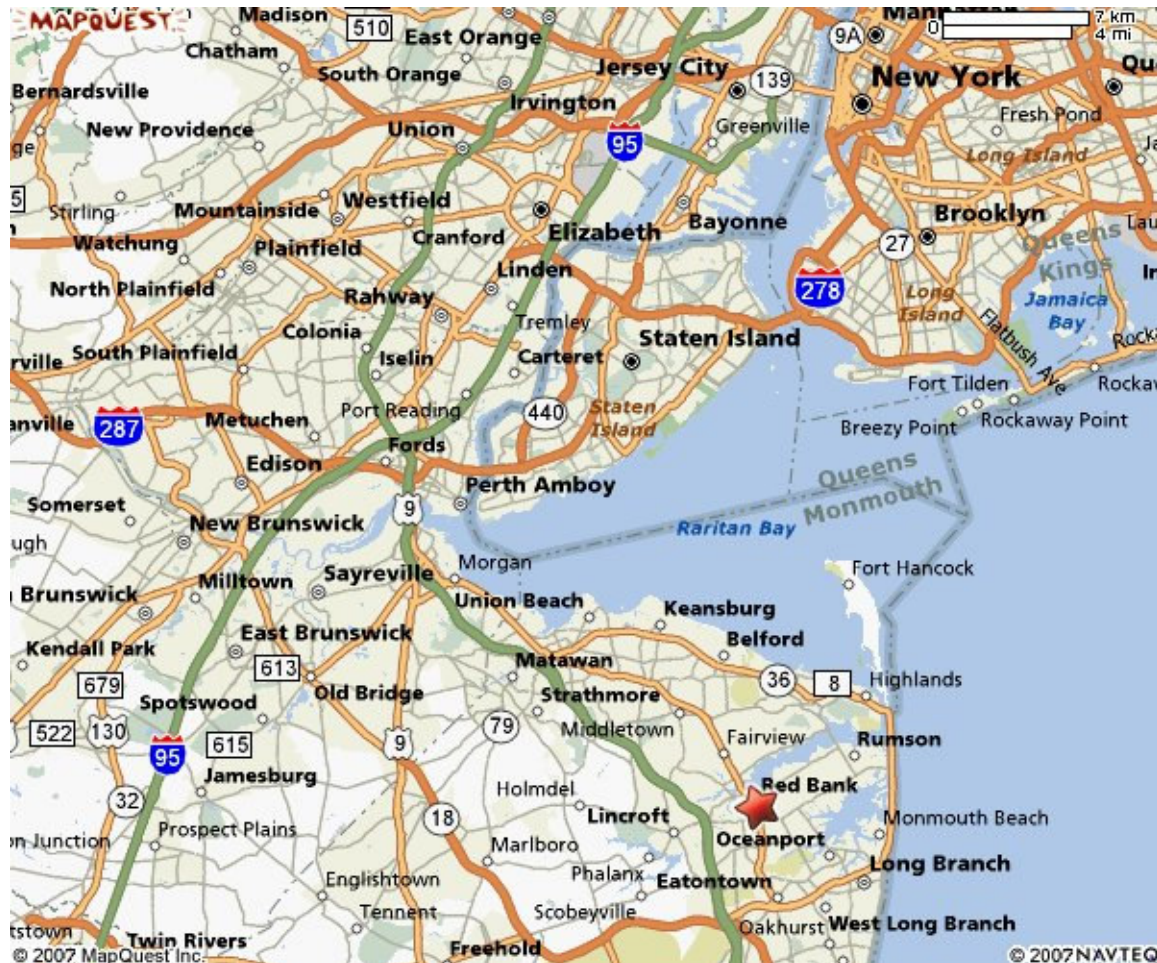 MAPQUEST
Madison
510
East Orange
Chatham
South Orange
Jersey City
139
9A
Manhattan
0
7 km
4 mi
New York
Bernardsville
Irvington
New Providence
Union
95
Greenville
Fresh Pond
Long Island
Stirling
Mountainside
Westfield
Bayonne
Brooklyn
Watchung
Plainfield
Cranford
Elizabeth
27
Queens
Kings
North Plainfield
Linden
278
Long
Island
Jamaica
Bay
Rahway
Colonia
Tremley
Staten Island
Flatbush Ave
South Plainfield
Iselin
Carteret
Fort Tilden
287
Metuchen
Port Reading
440
Staten
Island
Breezy Point
Rockaway Point
Fords
Edison
Queens
Monmouth
Perth Amboy
Somerset
9
New Brunswick
Raritan Bay
Morgan
Fort Hancock
Milltown
Sayreville
Brunswick
Union Beach
Keansburg
East Brunswick
Belford
Kendall Park
613
Matawan
36
8
Highlands
679
Old Bridge
Strathmore
Spotswood
522
130
615
9
79
Middletown
Fairview
Rumson
95
Jamesburg
Holmdel
Red Bank
32
18
Lincroft
Oceanport
Monmouth Beach
on Junction
Prospect Plains
Marlboro
Long Branch
Phalanx
Eatontown
Englishtown
Scobeyville
Tennent
Oakhurst
West Long Branch
Twin Rivers
Freehold
© 2007 MapQuest Inc.
© 2007 NAVTEQ